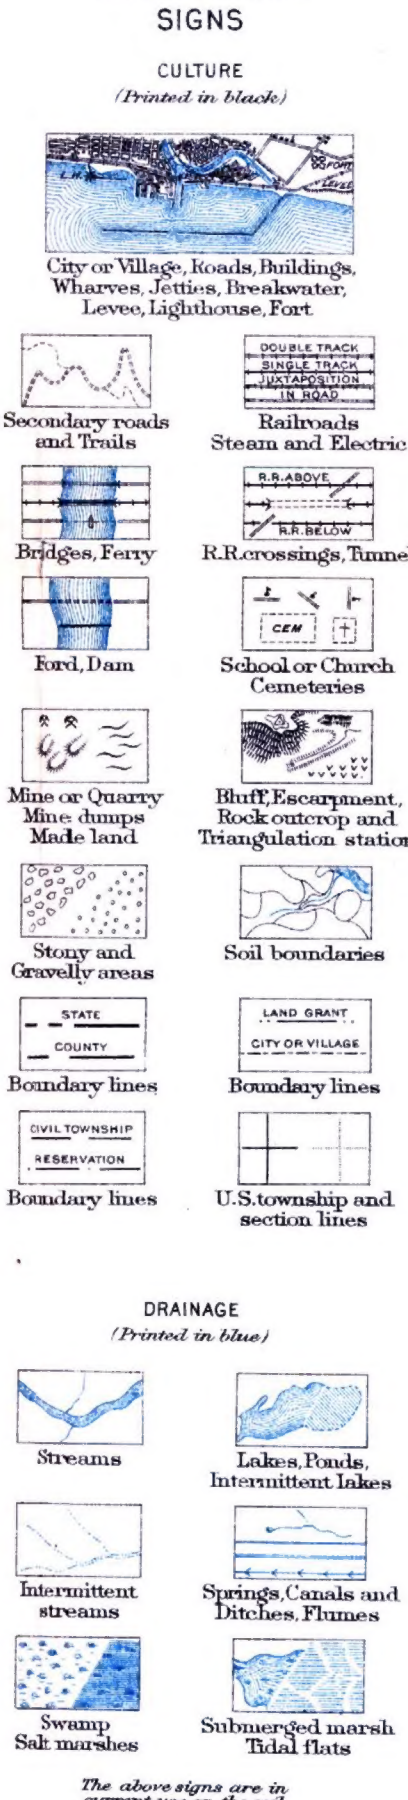 SIGNS
CULTURE
(Printed in black)
L.H.
FORT
LEVEE
City or Village, Roads, Buildings,
Wharves, Jetties, Breakwater,
Levee, Lighthouse, Fort
Secondary roads
and Trails
DOUBLE TRACK
SINGLE TRACK
JUXTAPOSITION
IN ROAD
Railroads
Steam and Electric
Bridges, Ferry
R.R. ABOVE
R.R. BELOW
R.R. crossings, Tunnel
Ford, Dam
CEM
School or Church
Cemeteries
Mine or Quarry
Mine dumps
Made land
Bluff, Escarpment,
Rock outcrop and
Triangulation station
Stony and
Gravelly areas
Soil boundaries
STATE
COUNTY
Boundary lines
LAND GRANT
CITY OR VILLAGE
Boundary lines
CIVIL TOWNSHIP
RESERVATION
Boundary lines
U.S. township and
section lines
DRAINAGE
(Printed in blue)
Streams
Lakes, Ponds,
Intermittent lakes
Intermittent
streams
Springs, Canals and
Ditches, Flumes
Swamp
Salt marshes
Submerged marsh
Tidal flats
The above signs are in